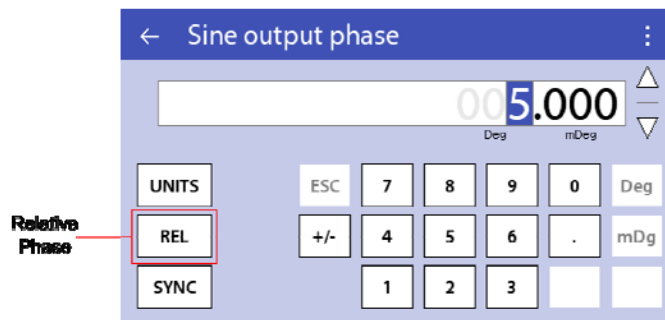 ← Sine output phase ⋮
005.000
Deg mDeg
UNITS ESC 7 8 9 0 Deg
Relative
Phase
REL +/- 4 5 6 . mDg
SYNC 1 2 3